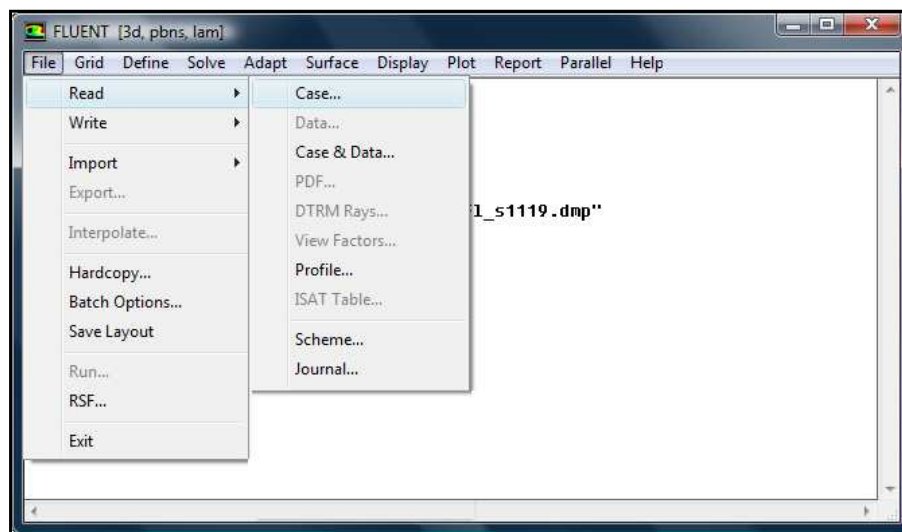 FLUENT [3d, pbns, lam]
File Grid Define Solve Adapt Surface Display Plot Report Parallel Help
Read
Write
Import
Export...
Interpolate...
Hardcopy...
Batch Options...
Save Layout
Run...
RSF...
Exit
Case...
Data...
Case & Data...
PDF...
DTRM Rays...
View Factors...
Profile...
ISAT Table...
Scheme...
Journal...
l_s1119.dmp"